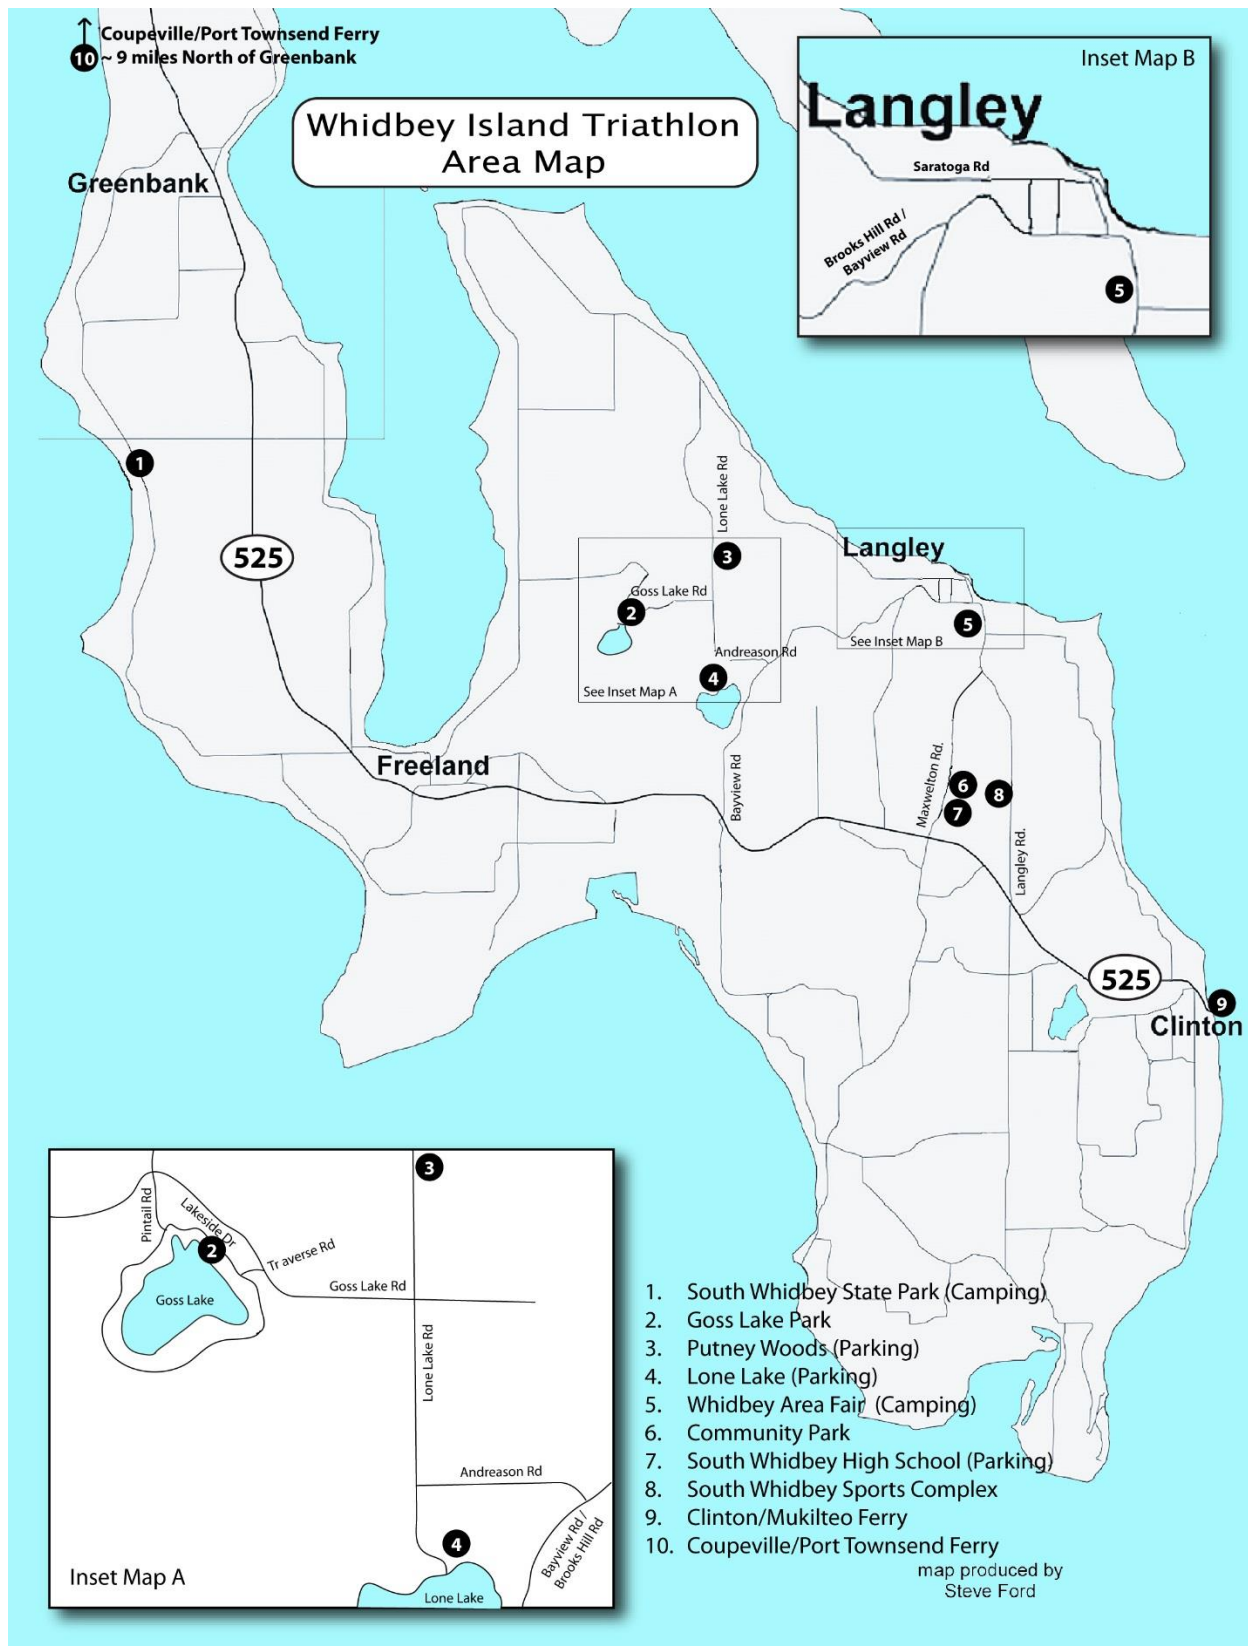 Coupeville/Port Townsend Ferry
10 ~ 9 miles North of Greenbank
Whidbey Island Triathlon
Area Map
Inset Map B
Langley
Saratoga Rd
Brooks Hill Rd /
Bayview Rd
5
Greenbank
1
525
Lone Lake Rd
3
Langley
Goss Lake Rd
2
5
See Inset Map B
Andreason Rd
4
See Inset Map A
Freeland
Bayview Rd
Maxwelton Rd.
6
7
8
Langley Rd.
525
9
Clinton
3
Pintail Rd
Lakeside Dr
2
Tr averse Rd
Goss Lake
Goss Lake Rd
Lone Lake Rd
Andreason Rd
4
Bayview Rd /
Brooks Hill Rd
Inset Map A
Lone Lake
1. South Whidbey State Park (Camping)
2. Goss Lake Park
3. Putney Woods (Parking)
4. Lone Lake (Parking)
5. Whidbey Area Fair (Camping)
6. Community Park
7. South Whidbey High School (Parking)
8. South Whidbey Sports Complex
9. Clinton/Mukilteo Ferry
10. Coupeville/Port Townsend Ferry
map produced by
Steve Ford